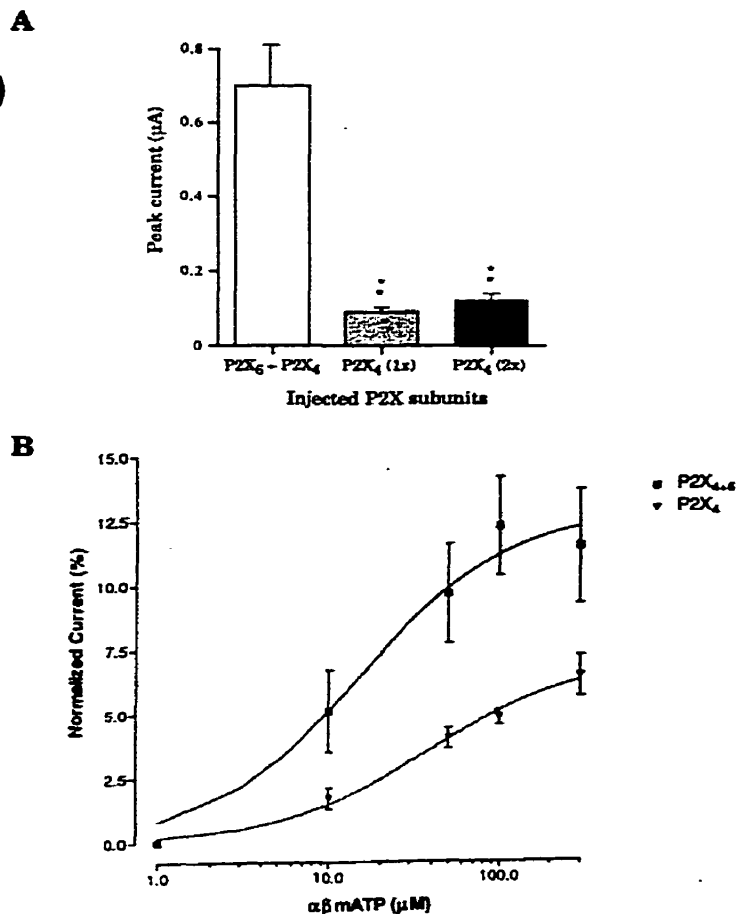 A
0.8
0.6
0.4
0.2
0
Peak current (µA)
*
*
*
*
P2X₆ + P2X₄
P2X₄ (1x)
P2X₄ (2x)
Injected P2X subunits
B
15.0
12.5
10.0
7.5
5.0
2.5
0.0
Normalized Current (%)
P2X₄₊₆
P2X₄
1.0
10.0
100.0
αβmATP (µM)